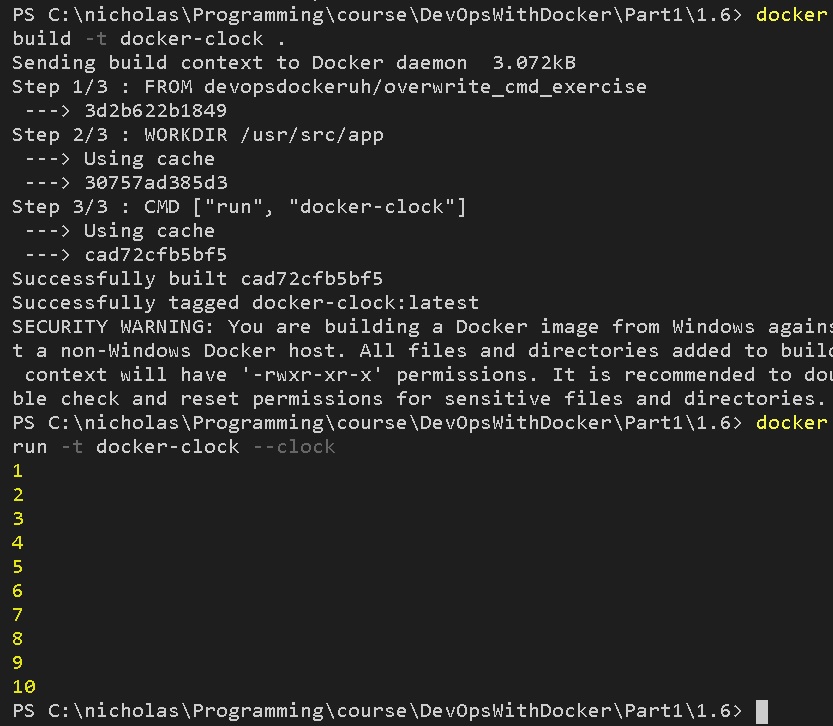 PS C:\nicholas\Programming\course\DevOpsWithDocker\Part1\1.6> docker
build -t docker-clock .
Sending build context to Docker daemon  3.072kB
Step 1/3 : FROM devopsdockeruh/overwrite_cmd_exercise
 ---> 3d2b622b1849
Step 2/3 : WORKDIR /usr/src/app
 ---> Using cache
 ---> 30757ad385d3
Step 3/3 : CMD ["run", "docker-clock"]
 ---> Using cache
 ---> cad72cfb5bf5
Successfully built cad72cfb5bf5
Successfully tagged docker-clock:latest
SECURITY WARNING: You are building a Docker image from Windows agains
t a non-Windows Docker host. All files and directories added to build
 context will have '-rwxr-xr-x' permissions. It is recommended to dou
ble check and reset permissions for sensitive files and directories.
PS C:\nicholas\Programming\course\DevOpsWithDocker\Part1\1.6> docker
run -t docker-clock --clock
1
2
3
4
5
6
7
8
9
10
PS C:\nicholas\Programming\course\DevOpsWithDocker\Part1\1.6>